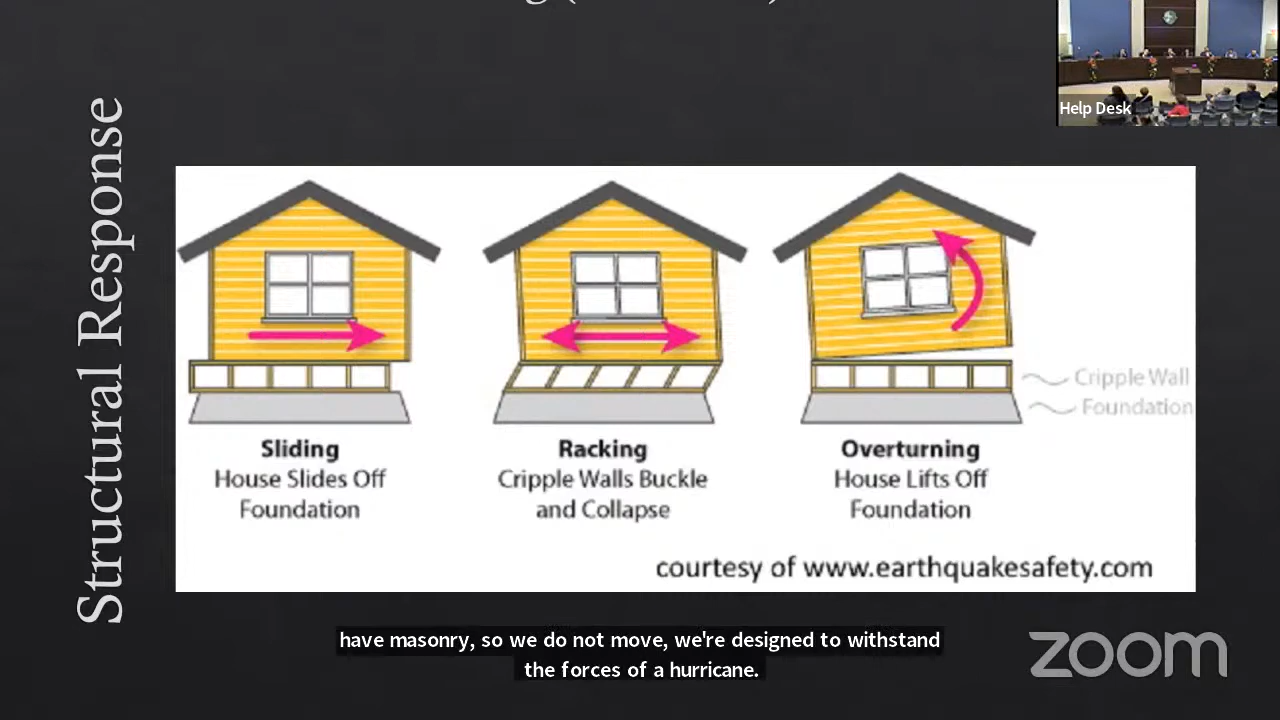 Help Desk
Structural Response
Cripple Wall
Foundation
Sliding
House Slides Off
Foundation
Racking
Cripple Walls Buckle
and Collapse
Overturning
House Lifts Off
Foundation
courtesy of www.earthquakesafety.com
have masonry, so we do not move, we're designed to withstand
the forces of a hurricane.
zoom